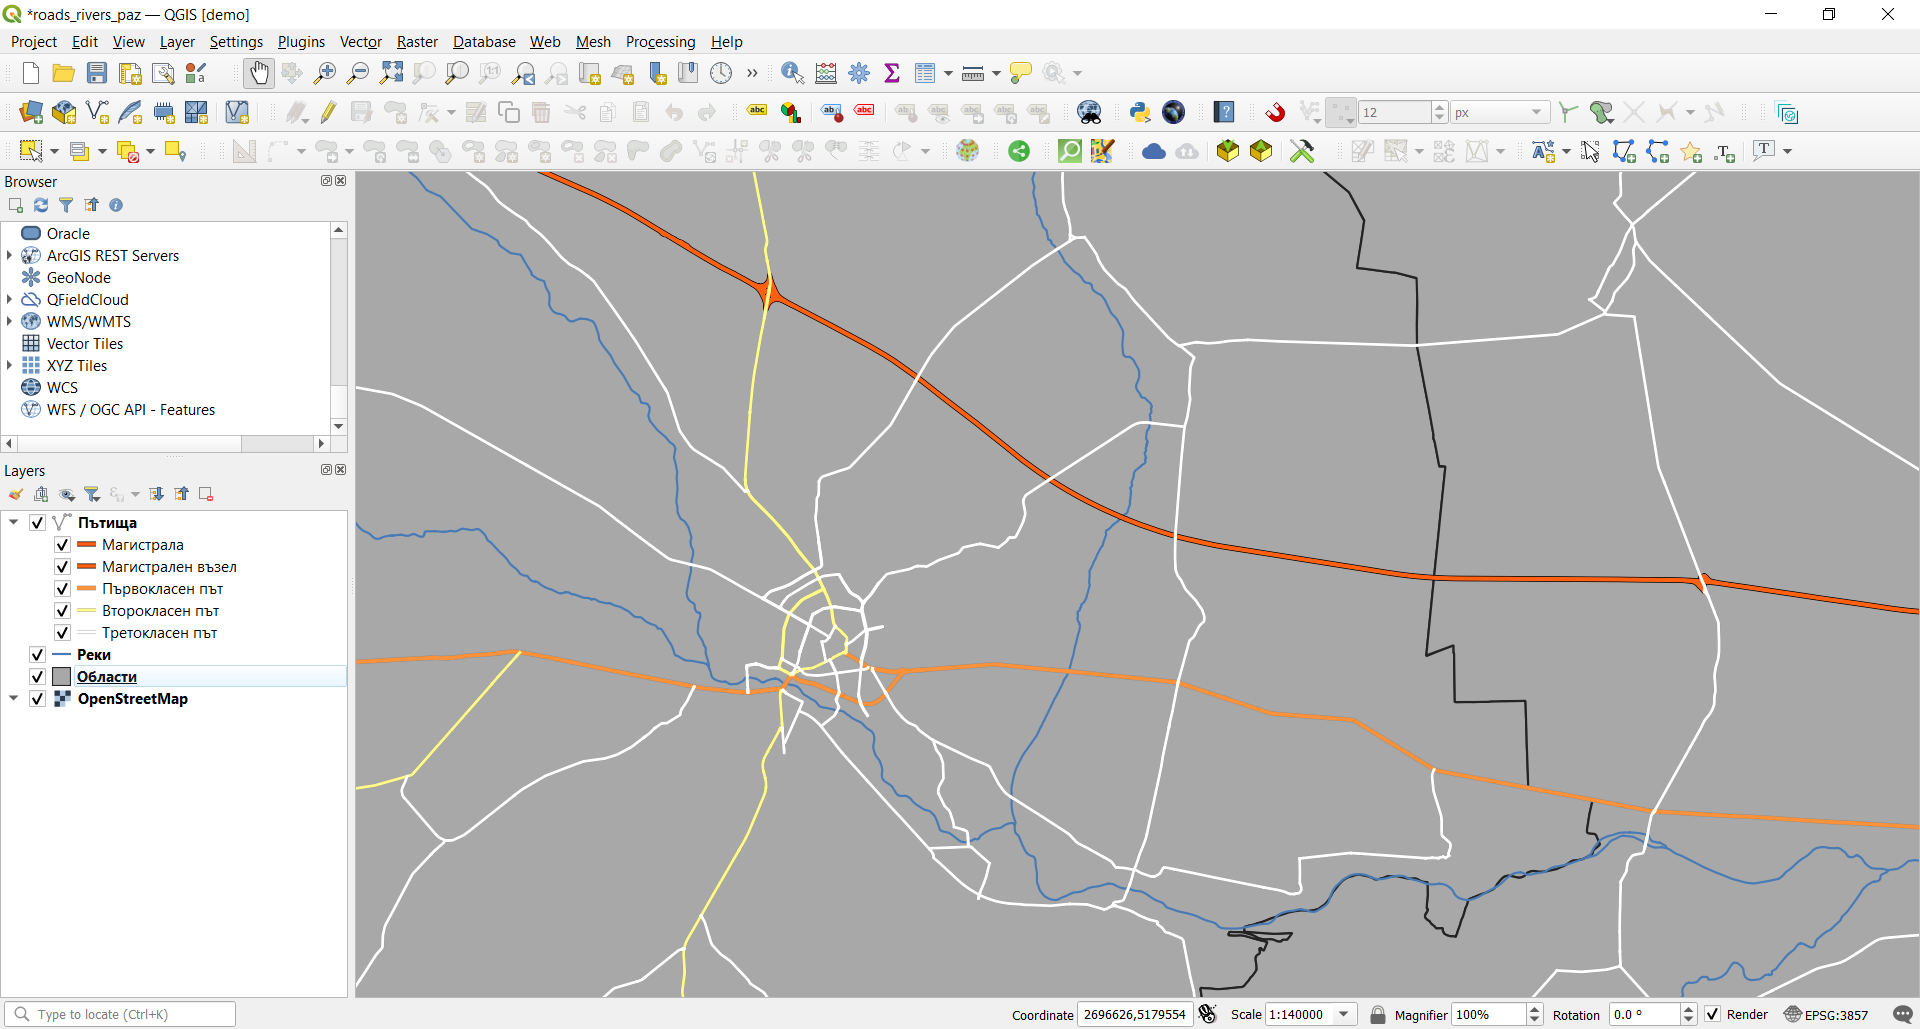 *roads_rivers_paz — QGIS [demo]
Project Edit View Layer Settings Plugins Vector Raster Database Web Mesh Processing Help
12 px
Browser
Oracle
ArcGIS REST Servers
GeoNode
QFieldCloud
WMS/WMTS
Vector Tiles
XYZ Tiles
WCS
WFS / OGC API - Features
Layers
Пътища
Магистрала
Магистрален възел
Първокласен път
Второкласен път
Третокласен път
Реки
Области
OpenStreetMap
Type to locate (Ctrl+K) Coordinate 2696626,5179554 Scale 1:140000 Magnifier 100% Rotation 0.0 ° Render EPSG:3857